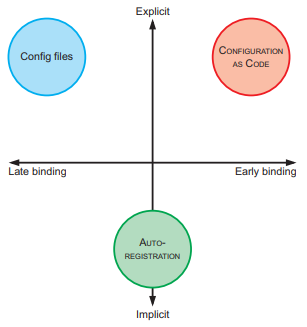 Explicit
Config files
CONFIGURATION
AS CODE
Late binding
Early binding
AUTO-
REGISTRATION
Implicit